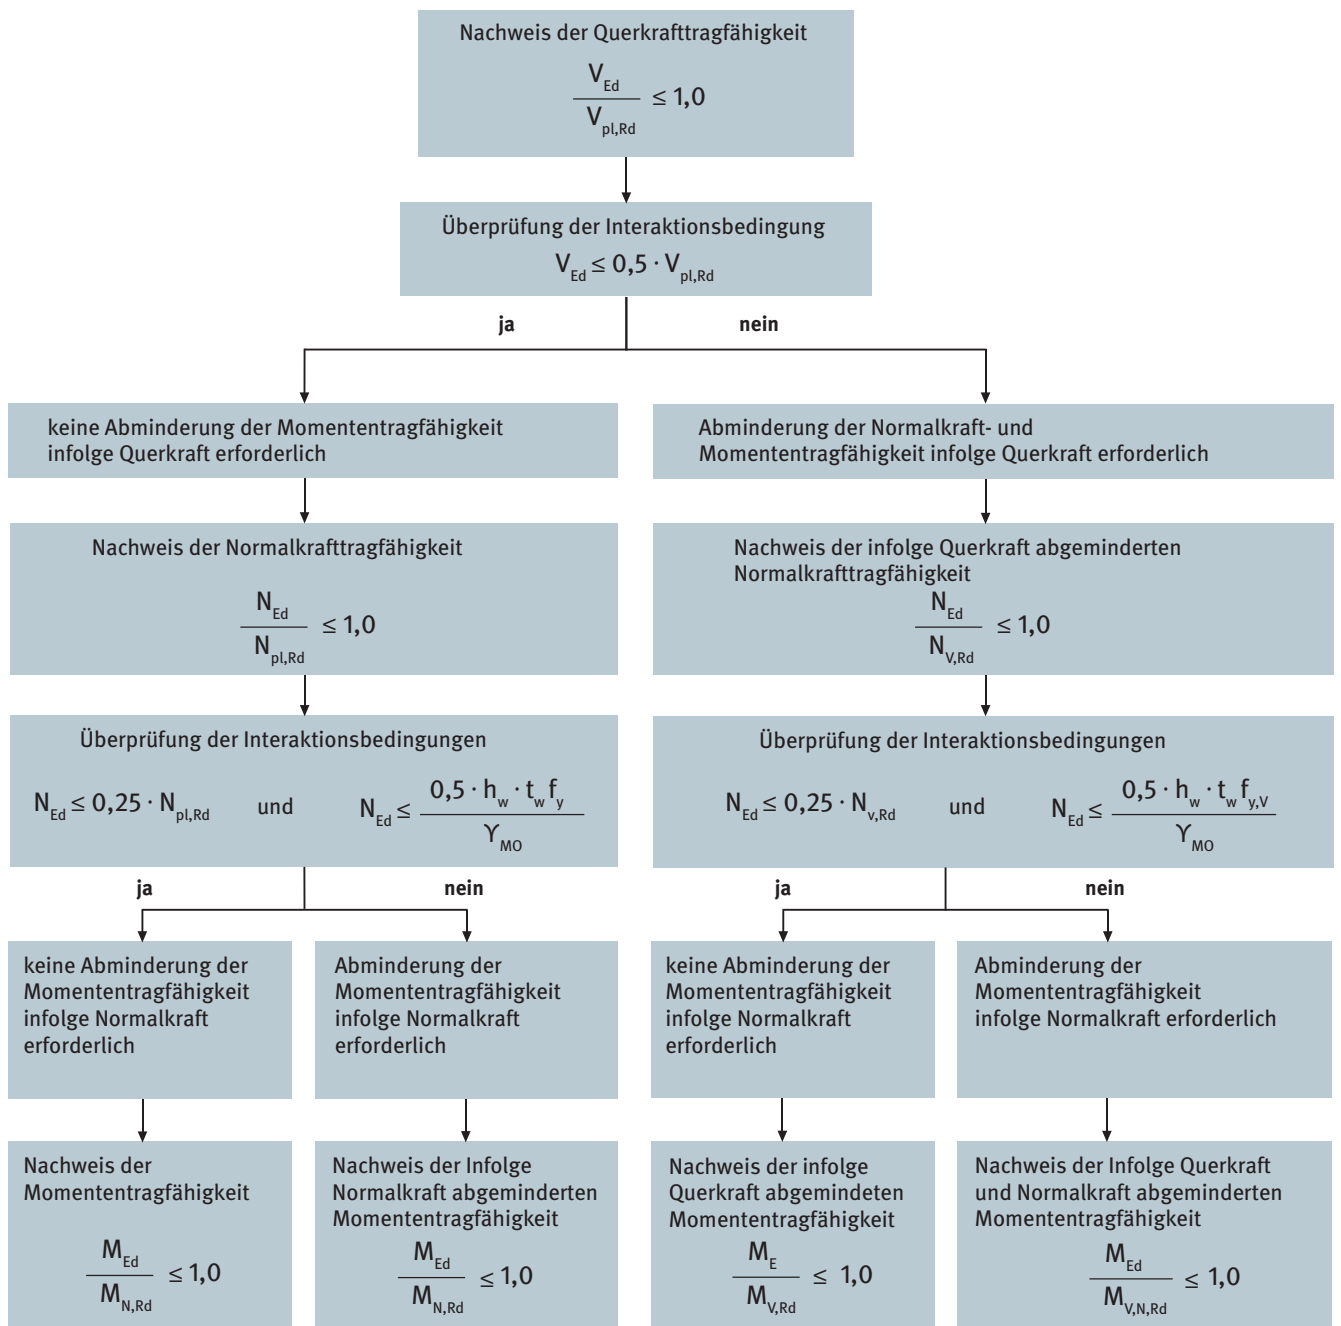 Nachweis der Querkrafttragfähigkeit
V_Ed / V_pl,Rd ≤ 1,0
Überprüfung der Interaktionsbedingung
V_Ed ≤ 0,5 · V_pl,Rd
ja
nein
keine Abminderung der Momententragfähigkeit
infolge Querkraft erforderlich
Abminderung der Normalkraft- und
Momententragfähigkeit infolge Querkraft erforderlich
Nachweis der Normalkrafttragfähigkeit
N_Ed / N_pl,Rd ≤ 1,0
Nachweis der infolge Querkraft abgeminderten
Normalkrafttragfähigkeit
N_Ed / N_V,Rd ≤ 1,0
Überprüfung der Interaktionsbedingungen
N_Ed ≤ 0,25 · N_pl,Rd und N_Ed ≤ 0,5 · h_w · t_w f_y / γ_MO
Überprüfung der Interaktionsbedingungen
N_Ed ≤ 0,25 · N_v,Rd und N_Ed ≤ 0,5 · h_w · t_w f_y,V / γ_MO
ja
nein
ja
nein
keine Abminderung der
Momententragfähigkeit
infolge Normalkraft
erforderlich
Abminderung der
Momententragfähigkeit
infolge Normalkraft
erforderlich
keine Abminderung der
Momententragfähigkeit
infolge Normalkraft
erforderlich
Abminderung der
Momententragfähigkeit
infolge Normalkraft erforderlich
Nachweis der
Momententragfähigkeit
M_Ed / M_N,Rd ≤ 1,0
Nachweis der Infolge
Normalkraft abgeminderten
Momententragfähigkeit
M_Ed / M_N,Rd ≤ 1,0
Nachweis der infolge
Querkraft abgemindeten
Momententragfähigkeit
M_E / M_V,Rd ≤ 1,0
Nachweis der Infolge Querkraft
und Normalkraft abgeminderten
Momententragfähigkeit
M_Ed / M_V,N,Rd ≤ 1,0